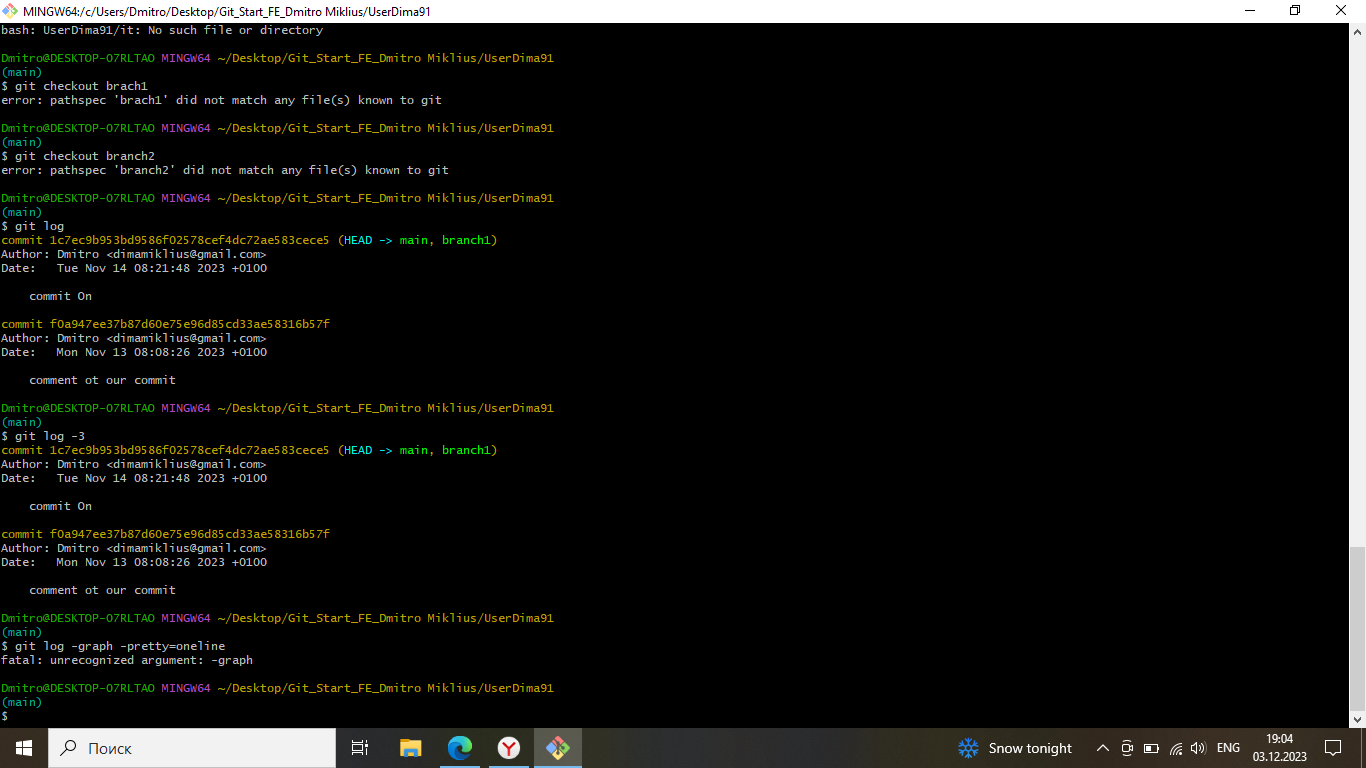 MINGW64:/c/Users/Dmitro/Desktop/Git_Start_FE_Dmitro Miklius/UserDima91
bash: UserDima91/it: No such file or directory
Dmitro@DESKTOP-O7RLTAO MINGW64 ~/Desktop/Git_Start_FE_Dmitro Miklius/UserDima91
(main)
$ git checkout brach1
error: pathspec 'brach1' did not match any file(s) known to git
Dmitro@DESKTOP-O7RLTAO MINGW64 ~/Desktop/Git_Start_FE_Dmitro Miklius/UserDima91
(main)
$ git checkout branch2
error: pathspec 'branch2' did not match any file(s) known to git
Dmitro@DESKTOP-O7RLTAO MINGW64 ~/Desktop/Git_Start_FE_Dmitro Miklius/UserDima91
(main)
$ git log
commit 1c7ec9b953bd9586f02578cef4dc72ae583cece5 (HEAD -> main, branch1)
Author: Dmitro <dimamiklius@gmail.com>
Date:   Tue Nov 14 08:21:48 2023 +0100
commit On
commit f0a947ee37b87d60e75e96d85cd33ae58316b57f
Author: Dmitro <dimamiklius@gmail.com>
Date:   Mon Nov 13 08:08:26 2023 +0100
comment ot our commit
Dmitro@DESKTOP-O7RLTAO MINGW64 ~/Desktop/Git_Start_FE_Dmitro Miklius/UserDima91
(main)
$ git log -3
commit 1c7ec9b953bd9586f02578cef4dc72ae583cece5 (HEAD -> main, branch1)
Author: Dmitro <dimamiklius@gmail.com>
Date:   Tue Nov 14 08:21:48 2023 +0100
commit On
commit f0a947ee37b87d60e75e96d85cd33ae58316b57f
Author: Dmitro <dimamiklius@gmail.com>
Date:   Mon Nov 13 08:08:26 2023 +0100
comment ot our commit
Dmitro@DESKTOP-O7RLTAO MINGW64 ~/Desktop/Git_Start_FE_Dmitro Miklius/UserDima91
(main)
$ git log -graph -pretty=oneline
fatal: unrecognized argument: -graph
Dmitro@DESKTOP-O7RLTAO MINGW64 ~/Desktop/Git_Start_FE_Dmitro Miklius/UserDima91
(main)
$
Поиск
Snow tonight
ENG
19:04
03.12.2023